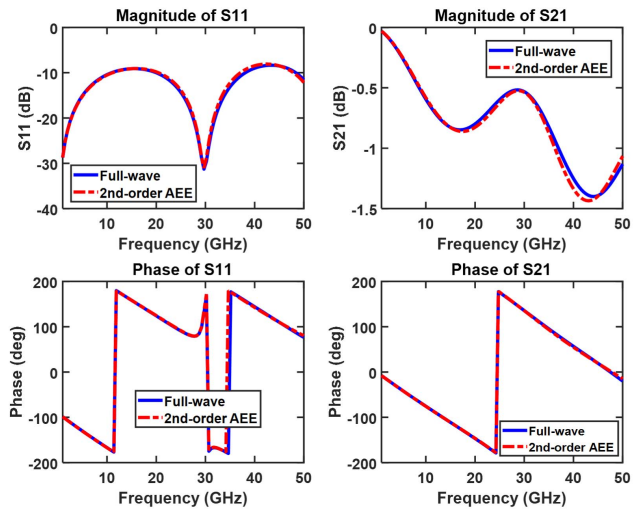 Magnitude of S11
0
-10
-20
-30
-40
S11 (dB)
Full-wave
2nd-order AEE
10 20 30 40 50
Frequency (GHz)
Magnitude of S21
0
-0.5
-1
-1.5
S21 (dB)
Full-wave
2nd-order AEE
10 20 30 40 50
Frequency (GHz)
Phase of S11
200
100
0
-100
-200
Phase (deg)
Full-wave
2nd-order AEE
10 20 30 40 50
Frequency (GHz)
Phase of S21
200
100
0
-100
-200
Phase (deg)
Full-wave
2nd-order AEE
10 20 30 40 50
Frequency (GHz)